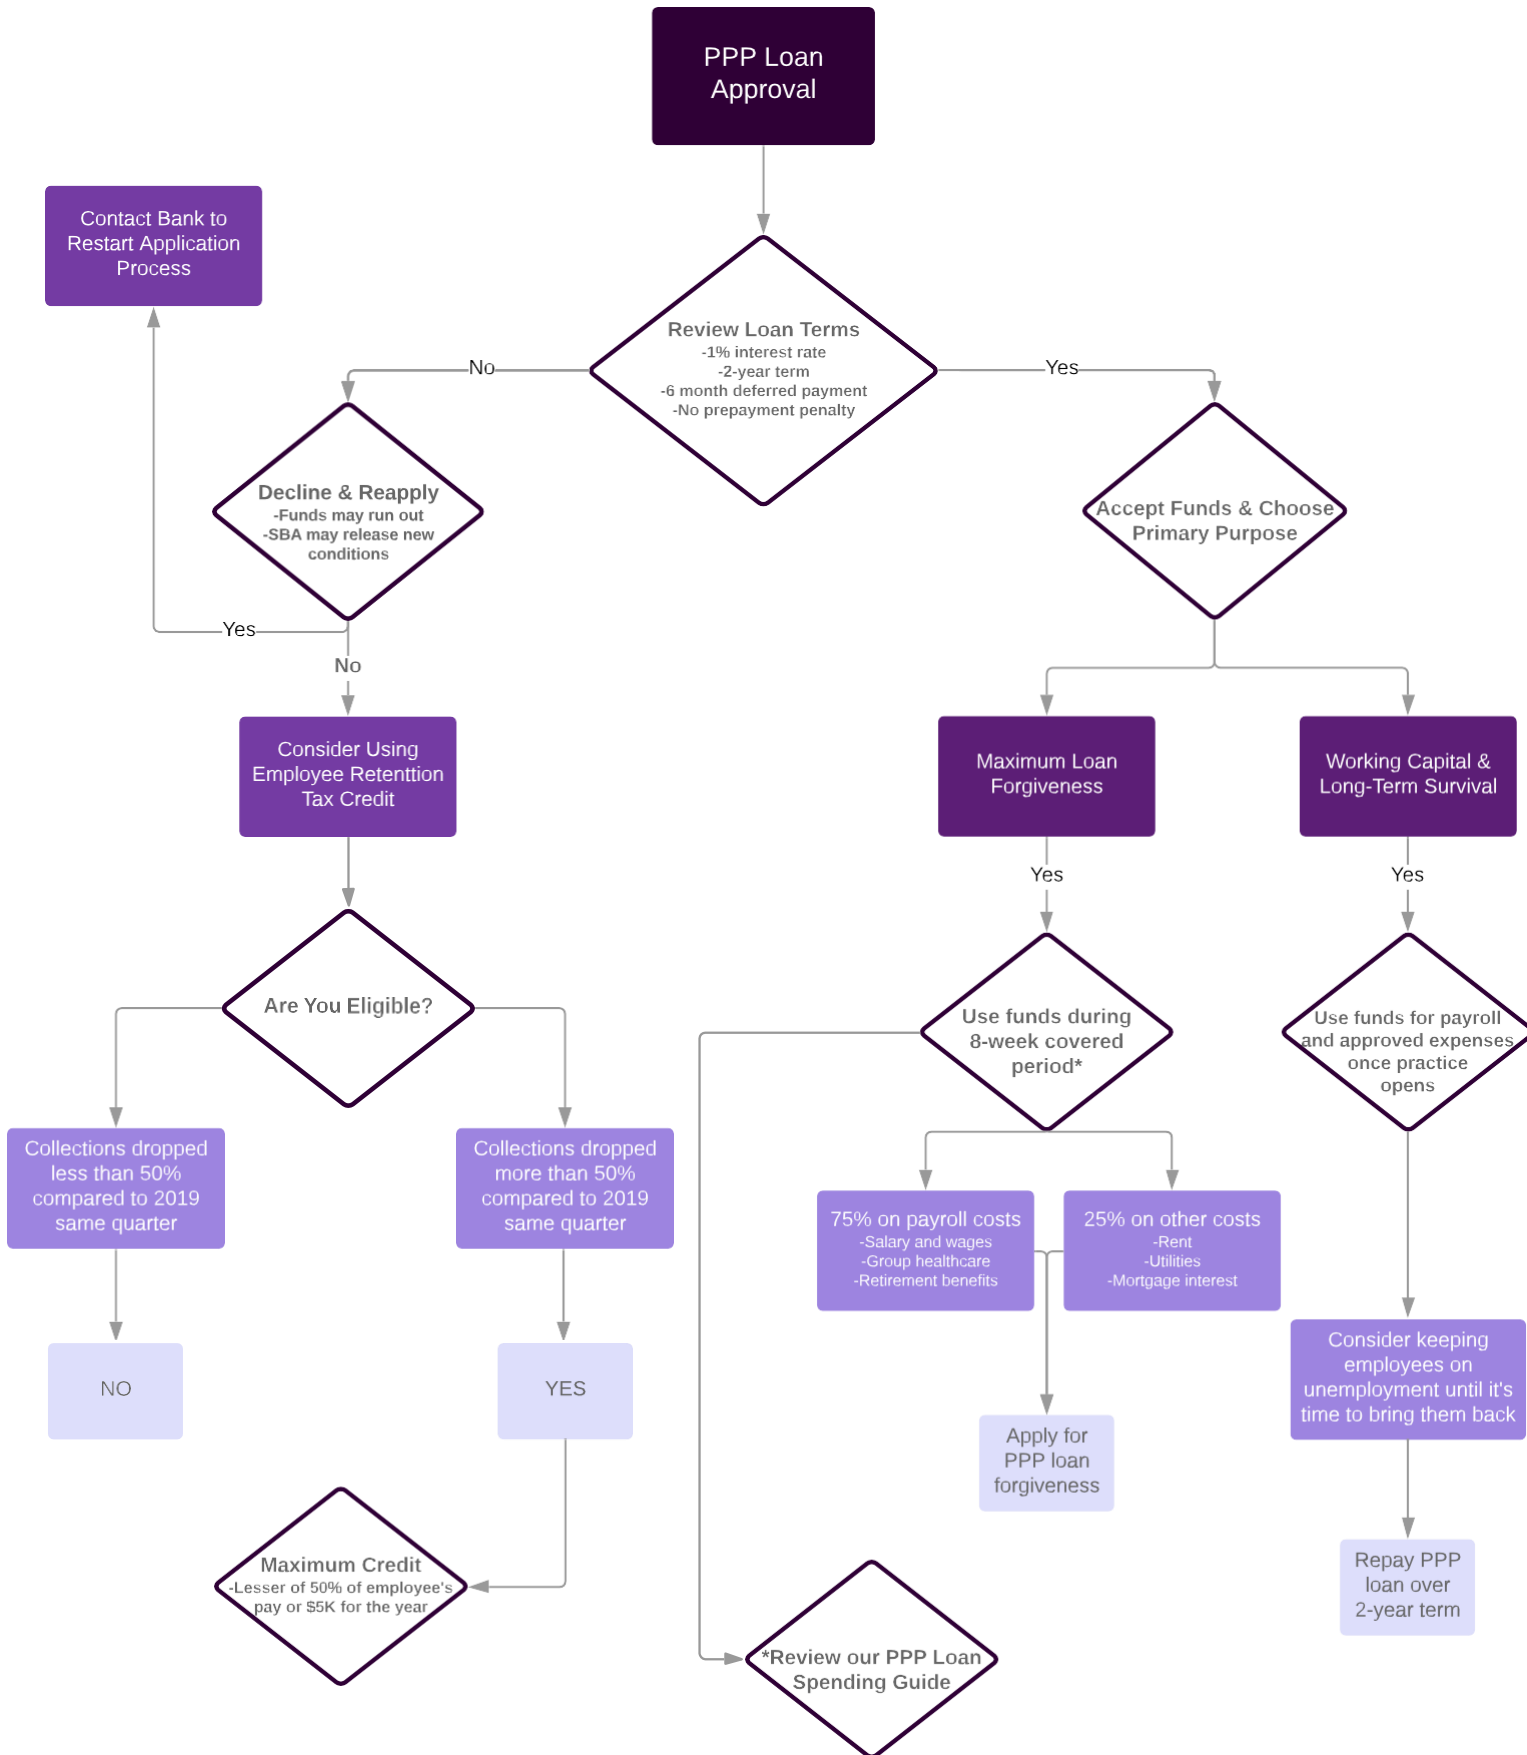 PPP Loan
Approval
Contact Bank to
Restart Application
Process
Review Loan Terms
-1% interest rate
-2-year term
-6 month deferred payment
-No prepayment penalty
No
Yes
Decline & Reapply
-Funds may run out
-SBA may release new
conditions
Accept Funds & Choose
Primary Purpose
Yes
No
Consider Using
Employee Retenttion
Tax Credit
Maximum Loan
Forgiveness
Working Capital &
Long-Term Survival
Yes
Yes
Are You Eligible?
Use funds during
8-week covered
period*
Use funds for payroll
and approved expenses
once practice
opens
Collections dropped
less than 50%
compared to 2019
same quarter
Collections dropped
more than 50%
compared to 2019
same quarter
75% on payroll costs
-Salary and wages
-Group healthcare
-Retirement benefits
25% on other costs
-Rent
-Utilities
-Mortgage interest
NO
YES
Consider keeping
employees on
unemployment until it's
time to bring them back
Apply for
PPP loan
forgiveness
Maximum Credit
-Lesser of 50% of employee's
pay or $5K for the year
Repay PPP
loan over
2-year term
*Review our PPP Loan
Spending Guide